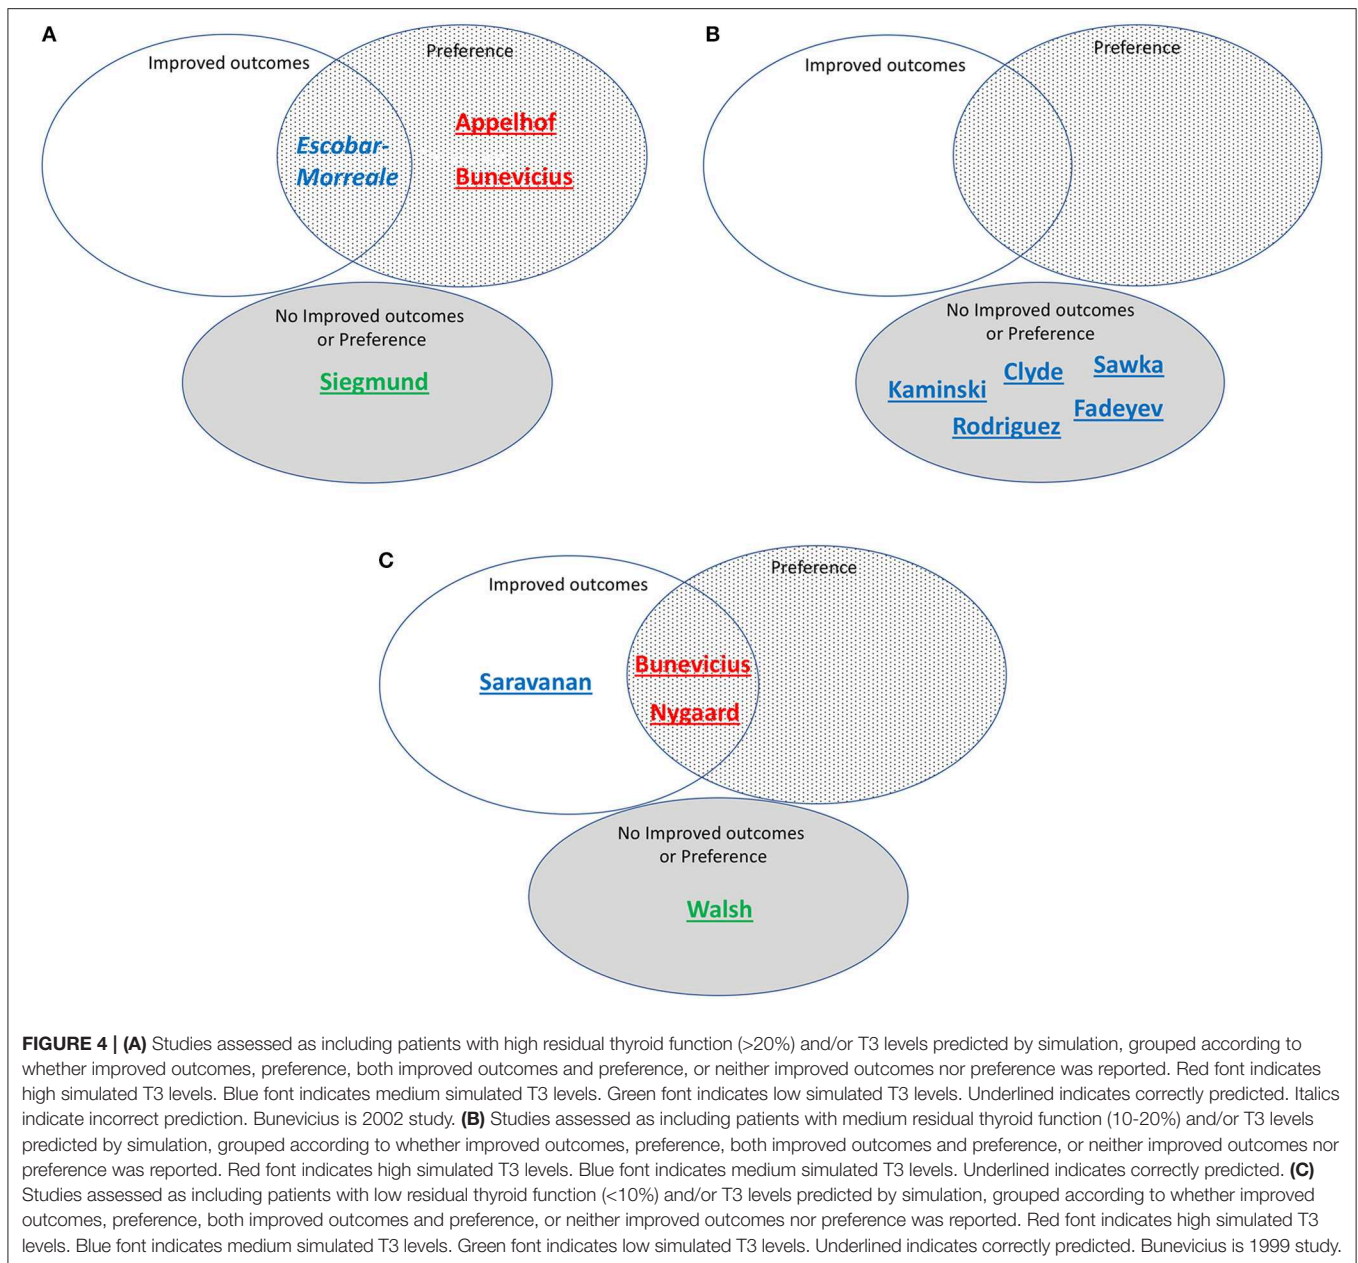 A
Improved outcomes
Preference
Escobar-
Morreale
Appelhof
Bunevicius
No Improved outcomes
or Preference
Siegmund
B
Improved outcomes
Preference
No Improved outcomes
or Preference
Kaminski
Clyde
Sawka
Rodriguez
Fadeyev
C
Improved outcomes
Preference
Saravanan
Bunevicius
Nygaard
No Improved outcomes
or Preference
Walsh
FIGURE 4 | (A) Studies assessed as including patients with high residual thyroid function (>20%) and/or T3 levels predicted by simulation, grouped according to
whether improved outcomes, preference, both improved outcomes and preference, or neither improved outcomes nor preference was reported. Red font indicates
high simulated T3 levels. Blue font indicates medium simulated T3 levels. Green font indicates low simulated T3 levels. Underlined indicates correctly predicted. Italics
indicate incorrect prediction. Bunevicius is 2002 study. (B) Studies assessed as including patients with medium residual thyroid function (10-20%) and/or T3 levels
predicted by simulation, grouped according to whether improved outcomes, preference, both improved outcomes and preference, or neither improved outcomes nor
preference was reported. Red font indicates high simulated T3 levels. Blue font indicates medium simulated T3 levels. Underlined indicates correctly predicted. (C)
Studies assessed as including patients with low residual thyroid function (<10%) and/or T3 levels predicted by simulation, grouped according to whether improved
outcomes, preference, both improved outcomes and preference, or neither improved outcomes nor preference was reported. Red font indicates high simulated T3
levels. Blue font indicates medium simulated T3 levels. Green font indicates low simulated T3 levels. Underlined indicates correctly predicted. Bunevicius is 1999 study.